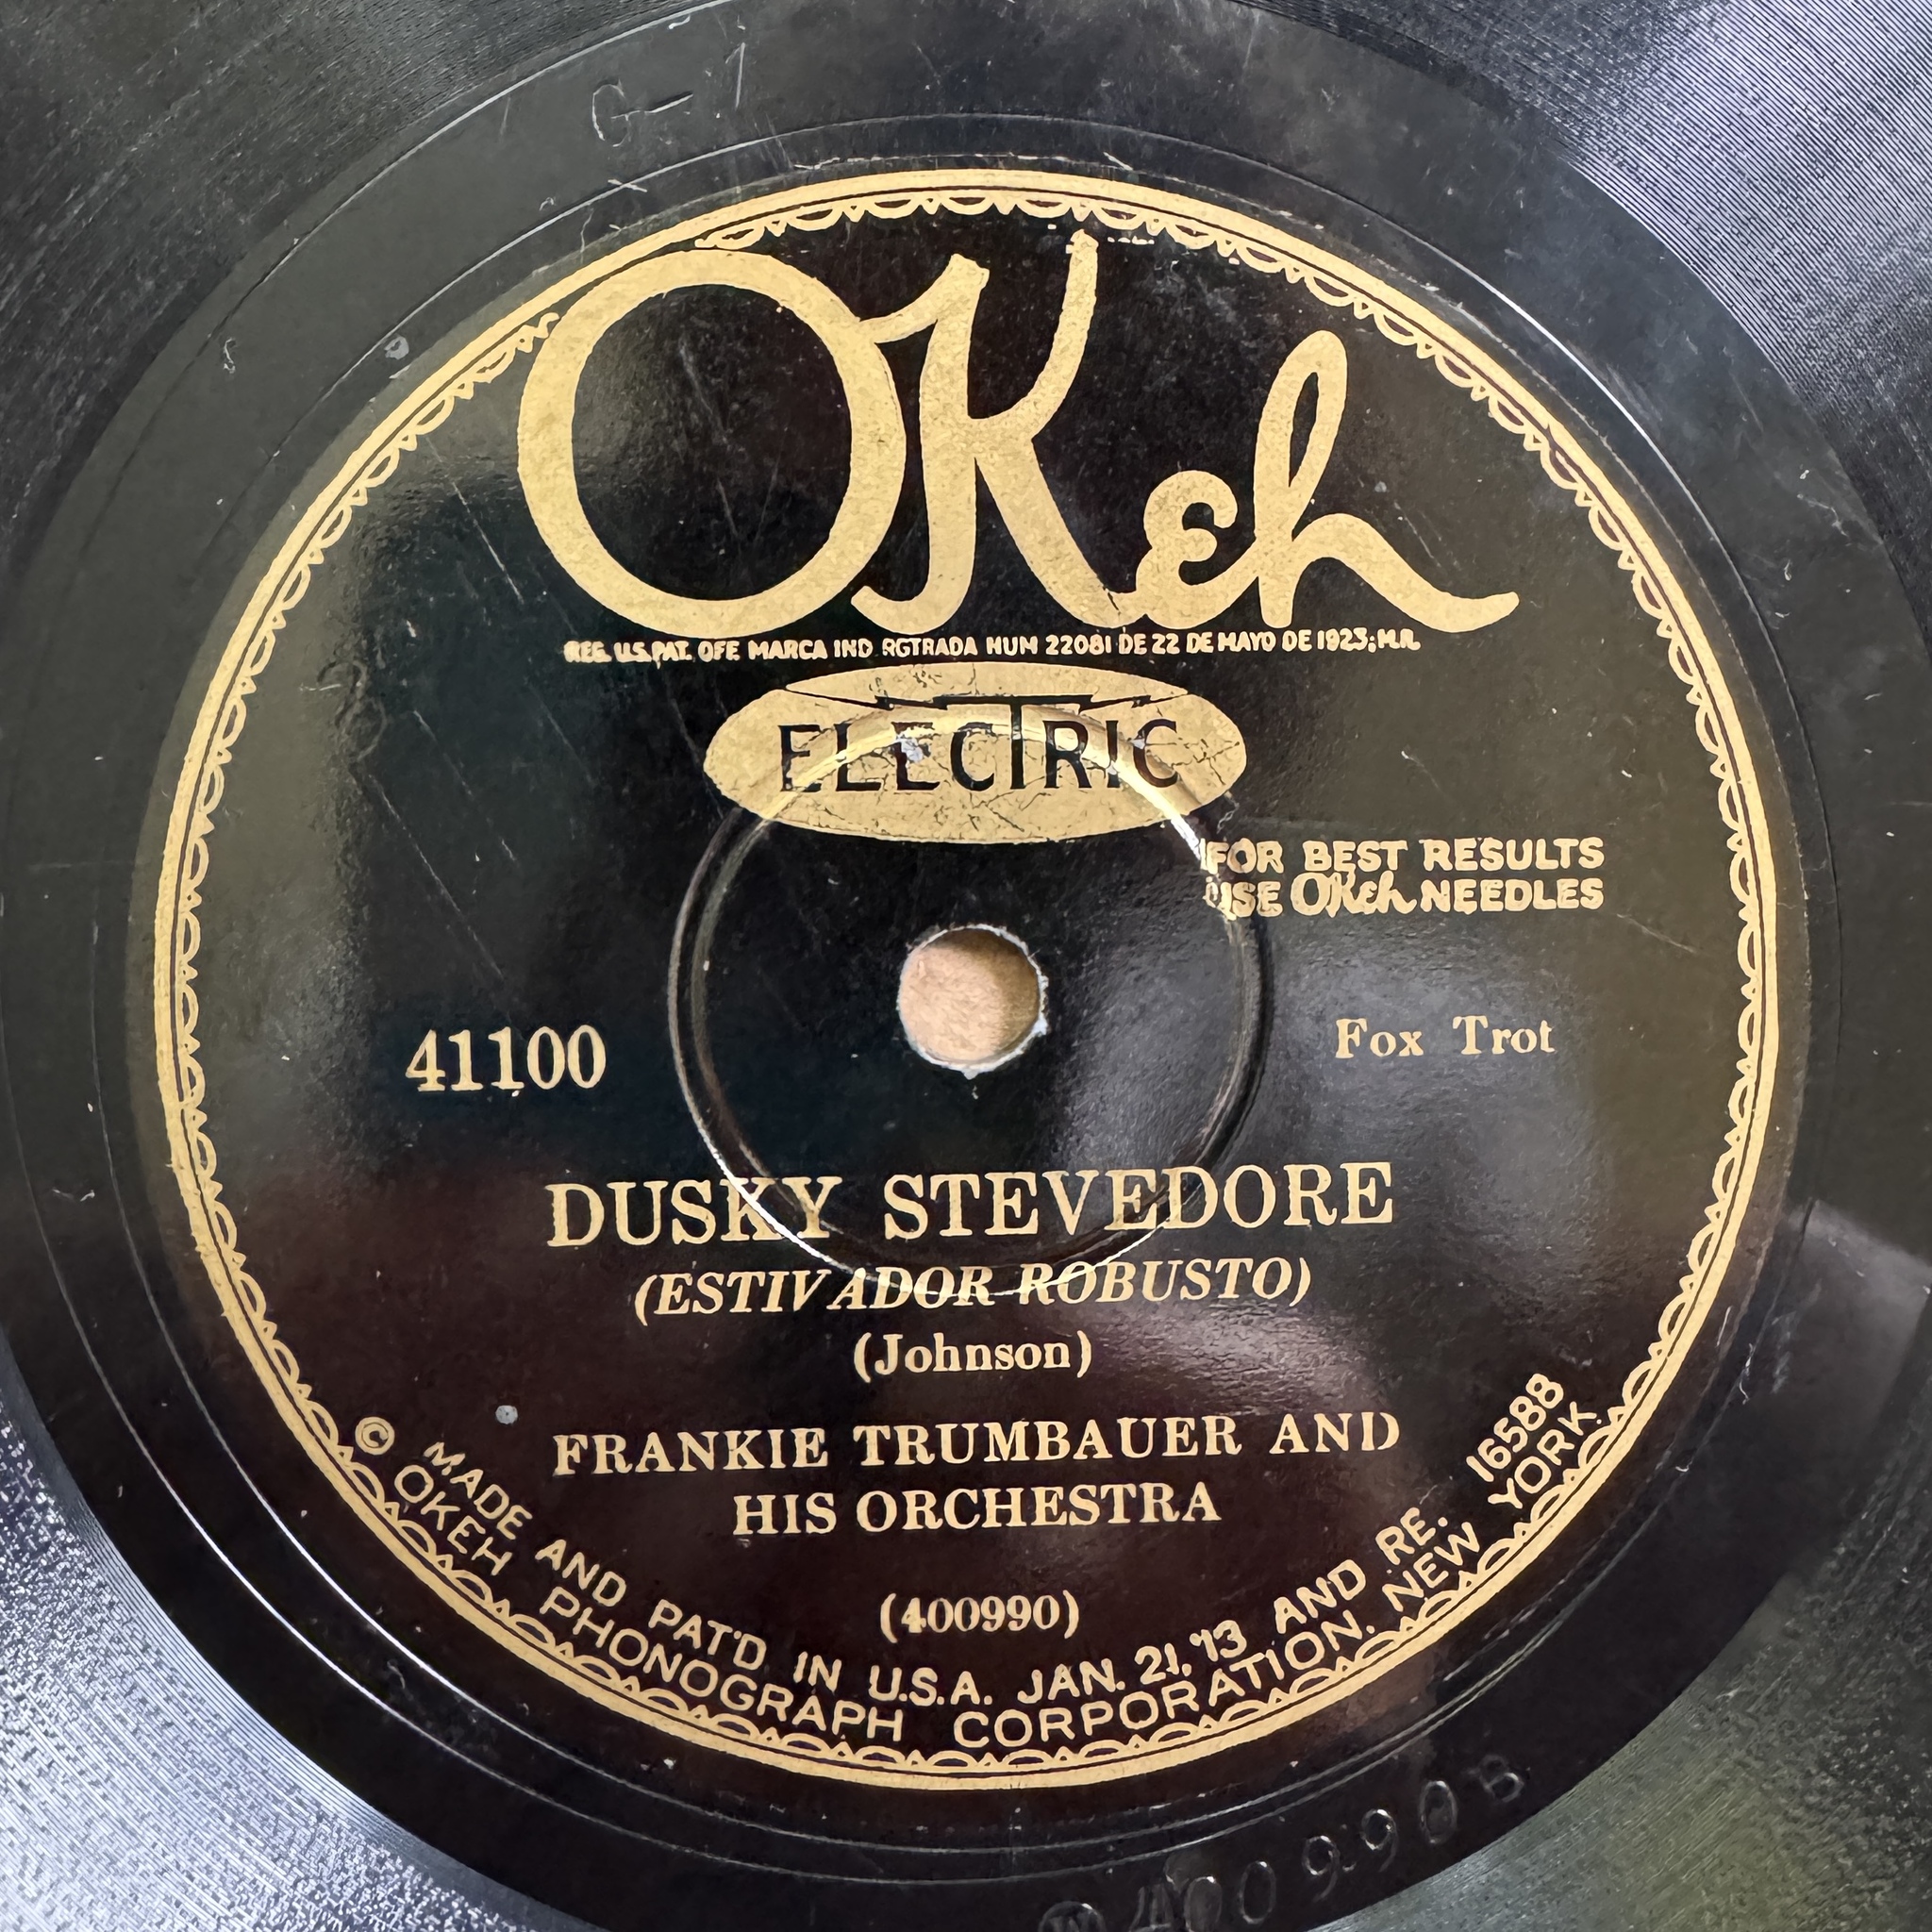 G-1
OKeh
REG. U.S. PAT. OFF. MARCA IND RGTRADA NUM 22081 DE 22 DE MAYO DE 1923; M.R.
ELECTRIC
FOR BEST RESULTS
USE OKeh NEEDLES
41100
Fox Trot
DUSKY STEVEDORE
(ESTIVADOR ROBUSTO)
(Johnson)
FRANKIE TRUMBAUER AND
HIS ORCHESTRA
(400990)
MADE AND PAT'D IN U.S.A. JAN. 21. '13 AND RE. 16588
© OKEH PHONOGRAPH CORPORATION. NEW YORK.
W 400990 B